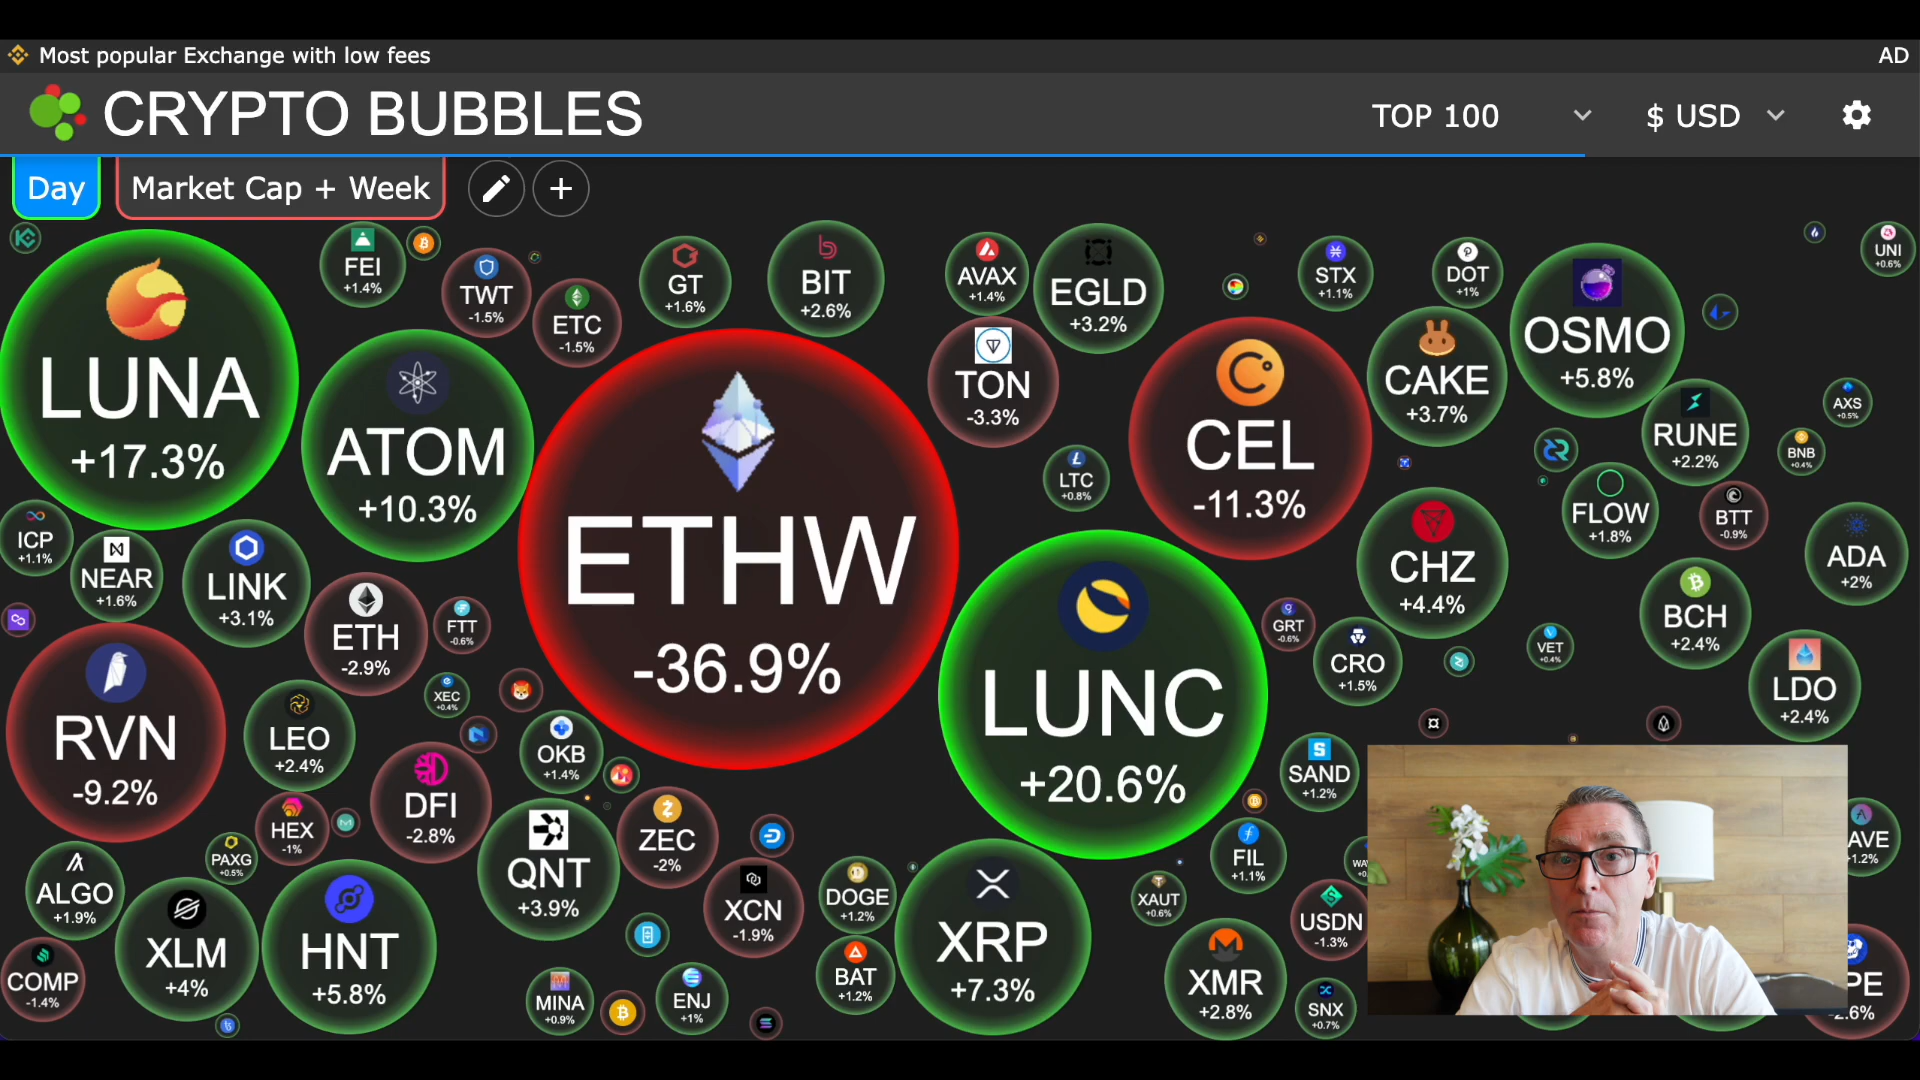 Most popular Exchange with low fees
AD
CRYPTO BUBBLES
TOP 100
$ USD
Day
Market Cap + Week
LUNA
+17.3%
FEI
+1.4%
TWT
-1.5%
ETC
-1.5%
GT
+1.6%
BIT
+2.6%
AVAX
+1.4%
EGLD
+3.2%
STX
+1.1%
DOT
+1%
OSMO
+5.8%
UNI
+0.6%
ATOM
+10.3%
ETHW
-36.9%
TON
-3.3%
LTC
+0.8%
CEL
-11.3%
CAKE
+3.7%
RUNE
+2.2%
AXS
+0.5%
BNB
+0.4%
FLOW
+1.8%
BTT
-0.9%
ADA
+2%
ICP
+1.1%
NEAR
+1.6%
LINK
+3.1%
ETH
-2.9%
FTT
-0.6%
LUNC
+20.6%
CHZ
+4.4%
GRT
-0.6%
CRO
+1.5%
VET
+0.4%
BCH
+2.4%
LDO
+2.4%
RVN
-9.2%
LEO
+2.4%
XEC
+0.4%
OKB
+1.4%
SAND
+1.2%
HEX
-1%
DFI
-2.8%
ZEC
-2%
QNT
+3.9%
PAXG
+0.5%
ALGO
+1.9%
XLM
+4%
HNT
+5.8%
COMP
-1.4%
XCN
-1.9%
DOGE
+1.2%
BAT
+1.2%
XRP
+7.3%
MINA
+0.9%
ENJ
+1%
XAUT
+0.6%
FIL
+1.1%
USDN
-1.3%
XMR
+2.8%
SNX
+0.7%
AVE
+1.2%
PE
-2.6%